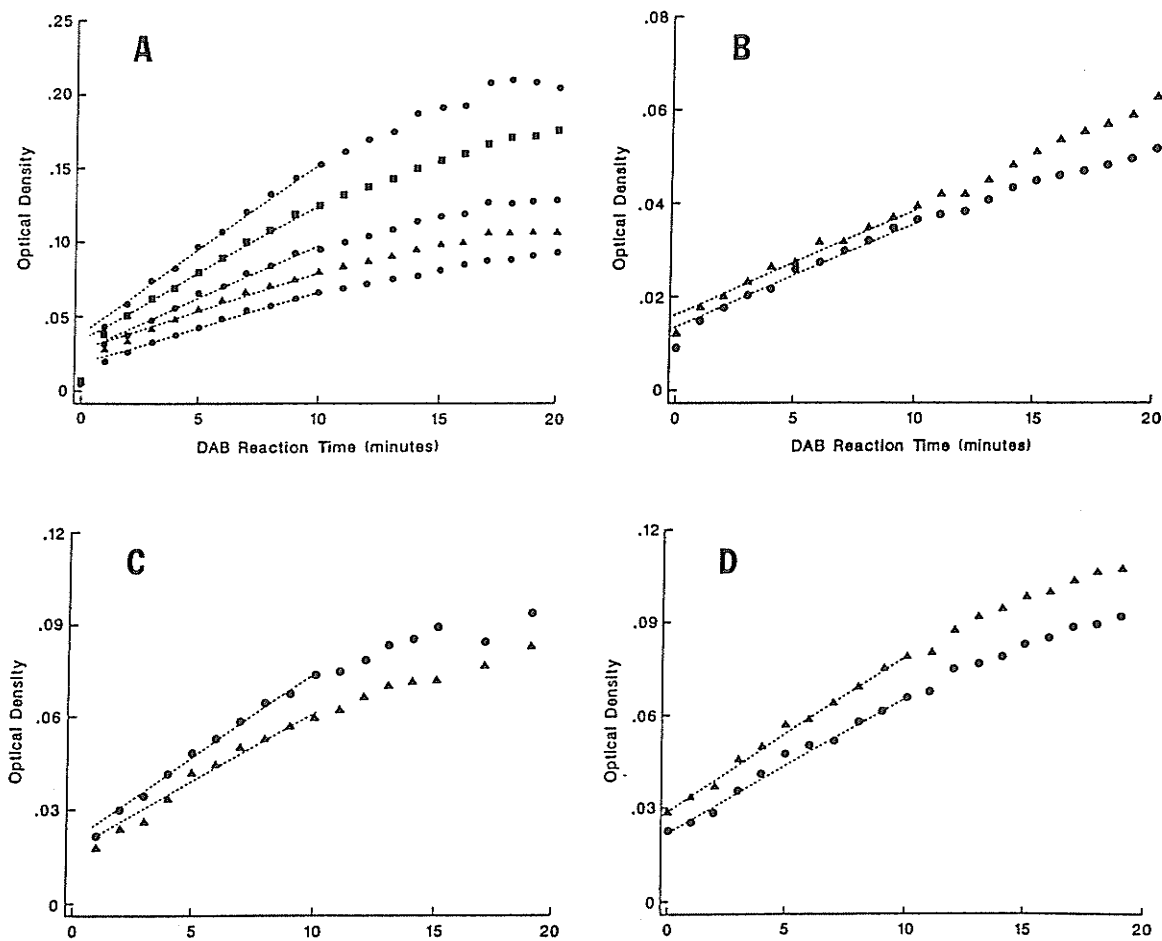 A
.25
.20
.15
.10
.05
0
Optical Density
0 5 10 15 20
DAB Reaction Time (minutes)
B
.08
.06
.04
.02
0
Optical Density
0 5 10 15 20
DAB Reaction Time (minutes)
C
.12
.09
.06
.03
0
Optical Density
0 5 10 15 20
D
.12
.09
.06
.03
0
Optical Density
0 5 10 15 20